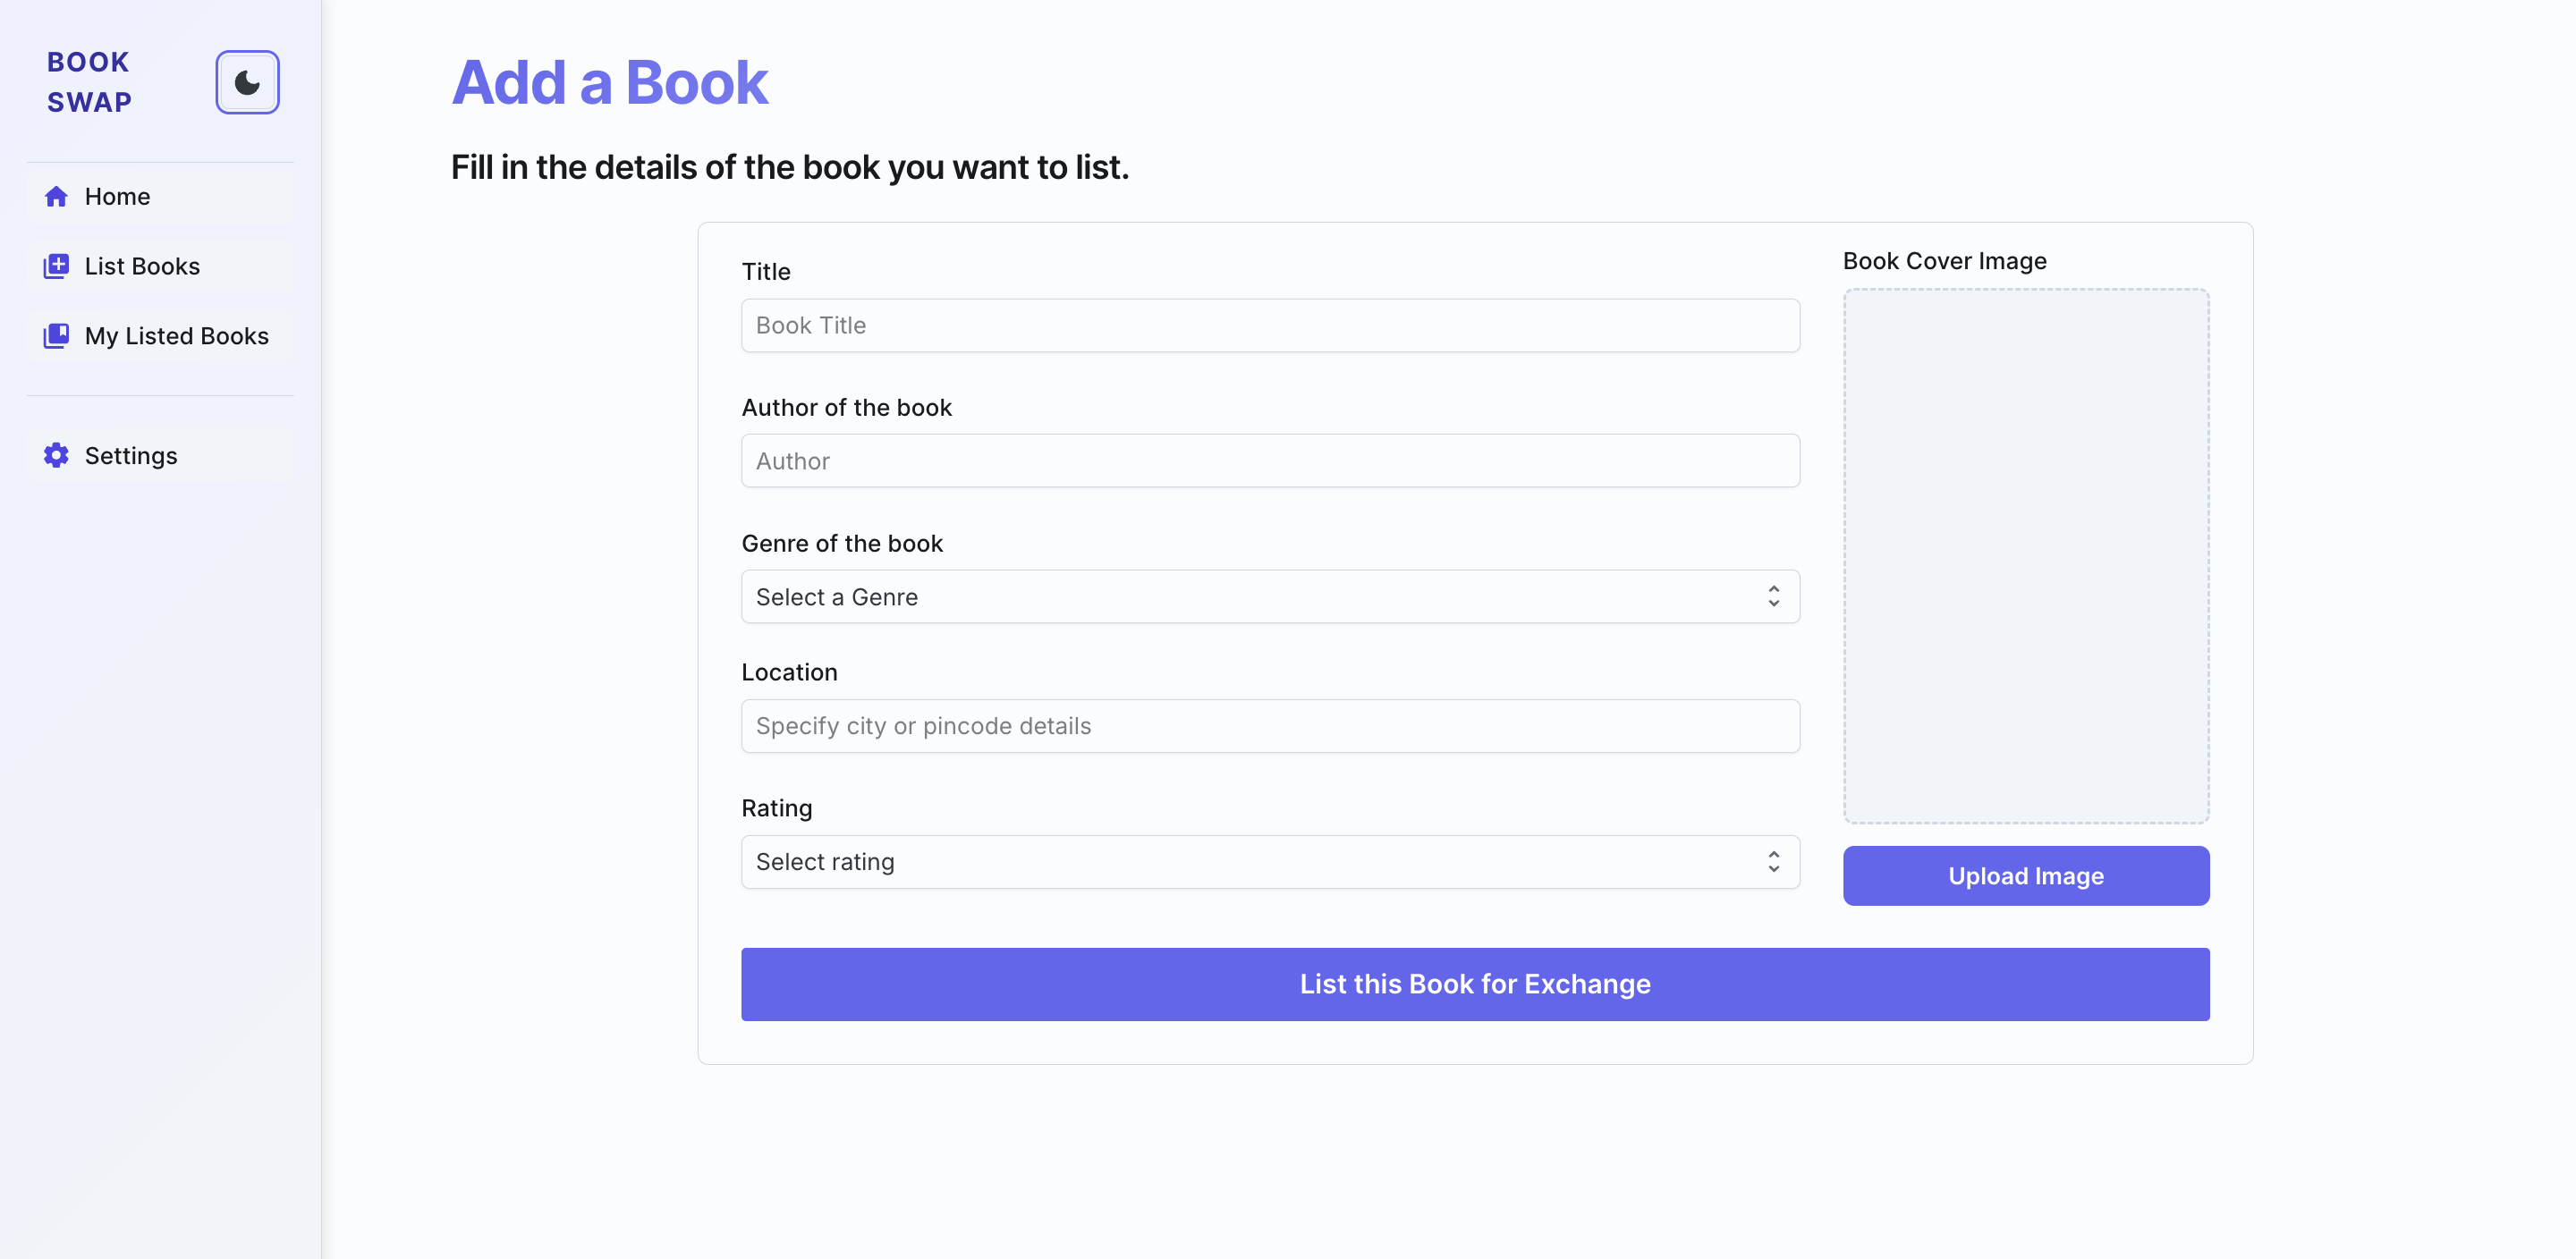 BOOK
SWAP
Home
List Books
My Listed Books
Settings
Add a Book
Fill in the details of the book you want to list.
Title
Book Title
Author of the book
Author
Genre of the book
Select a Genre
Location
Specify city or pincode details
Rating
Select rating
Book Cover Image
Upload Image
List this Book for Exchange